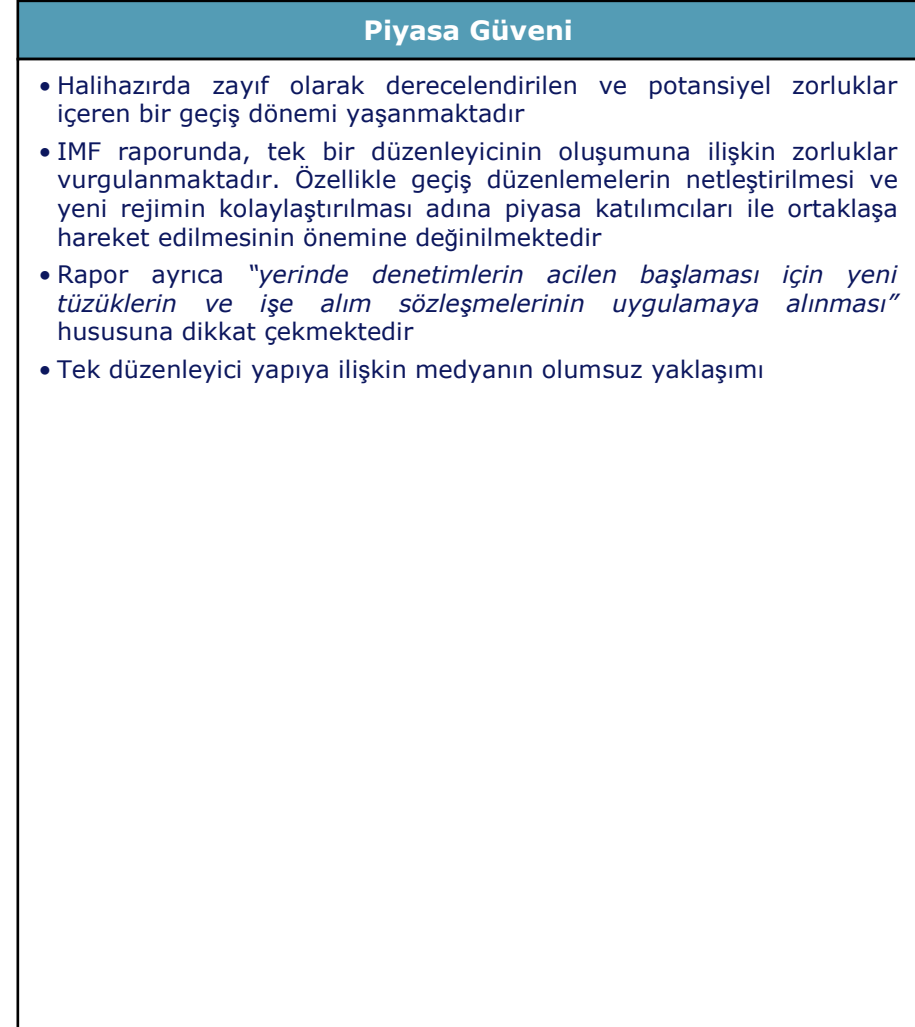 Piyasa Güveni
• Halihazırda zayıf olarak derecelendirilen ve potansiyel zorluklar
içeren bir geçiş dönemi yaşanmaktadır
• IMF raporunda, tek bir düzenleyicinin oluşumuna ilişkin zorluklar
vurgulanmaktadır. Özellikle geçiş düzenlemelerin netleştirilmesi ve
yeni rejimin kolaylaştırılması adına piyasa katılımcıları ile ortaklaşa
hareket edilmesinin önemine değinilmektedir
• Rapor ayrıca “yerinde denetimlerin acilen başlaması için yeni
tüzüklerin ve işe alım sözleşmelerinin uygulamaya alınması”
hususuna dikkat çekmektedir
• Tek düzenleyici yapıya ilişkin medyanın olumsuz yaklaşımı